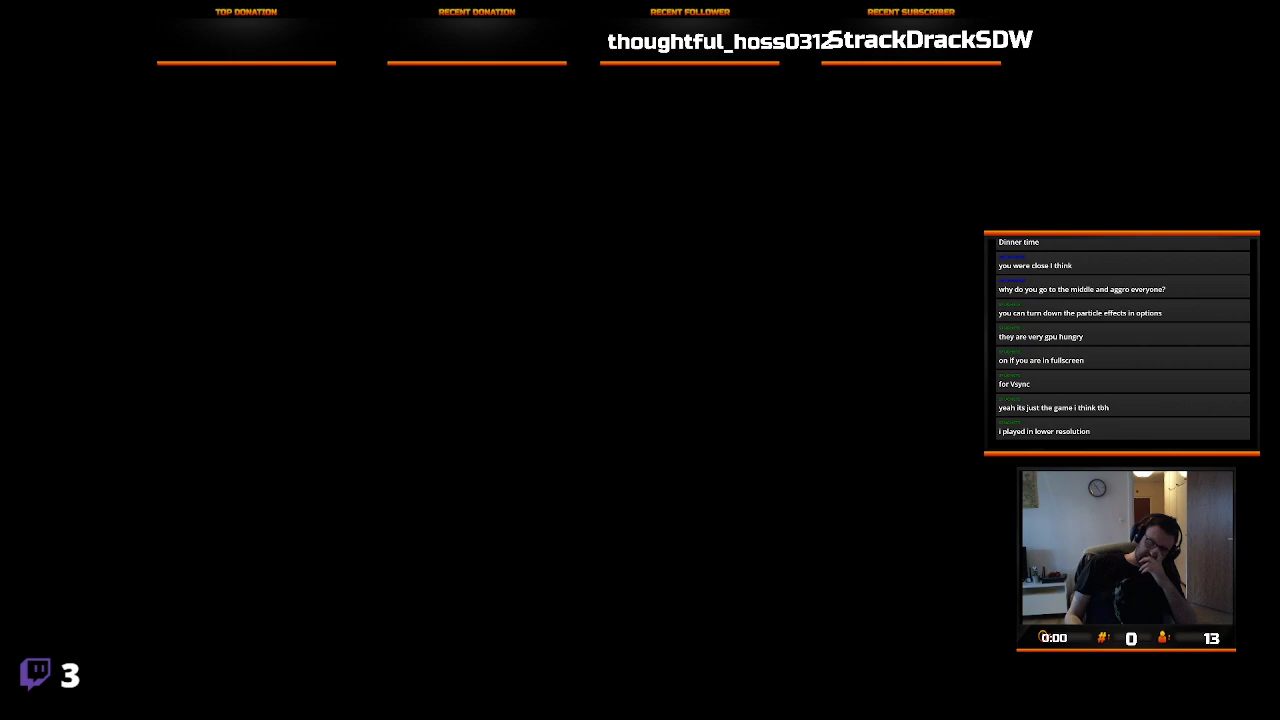 TOP DONATION
RECENT DONATION
RECENT FOLLOWER
RECENT SUBSCRIBER
thoughtful_hoss0312
StrackDrackSDW
Dinner time
you were close I think
why do you go to the middle and aggro everyone?
you can turn down the particle effects in options
they are very gpu hungry
on if you are in fullscreen
for Vsync
yeah its just the game i think tbh
i played in lower resolution
0:00
# 0
13
3